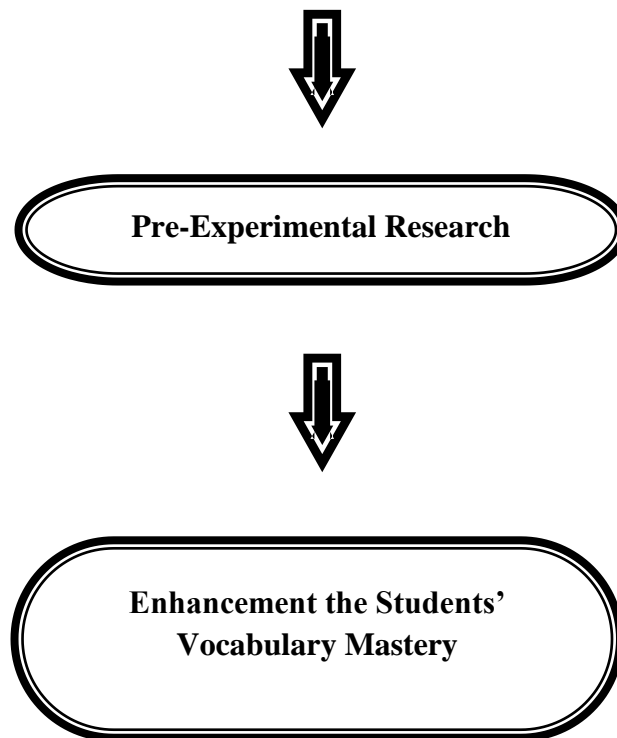 Pre-Experimental Research
Enhancement the Students’
Vocabulary Mastery